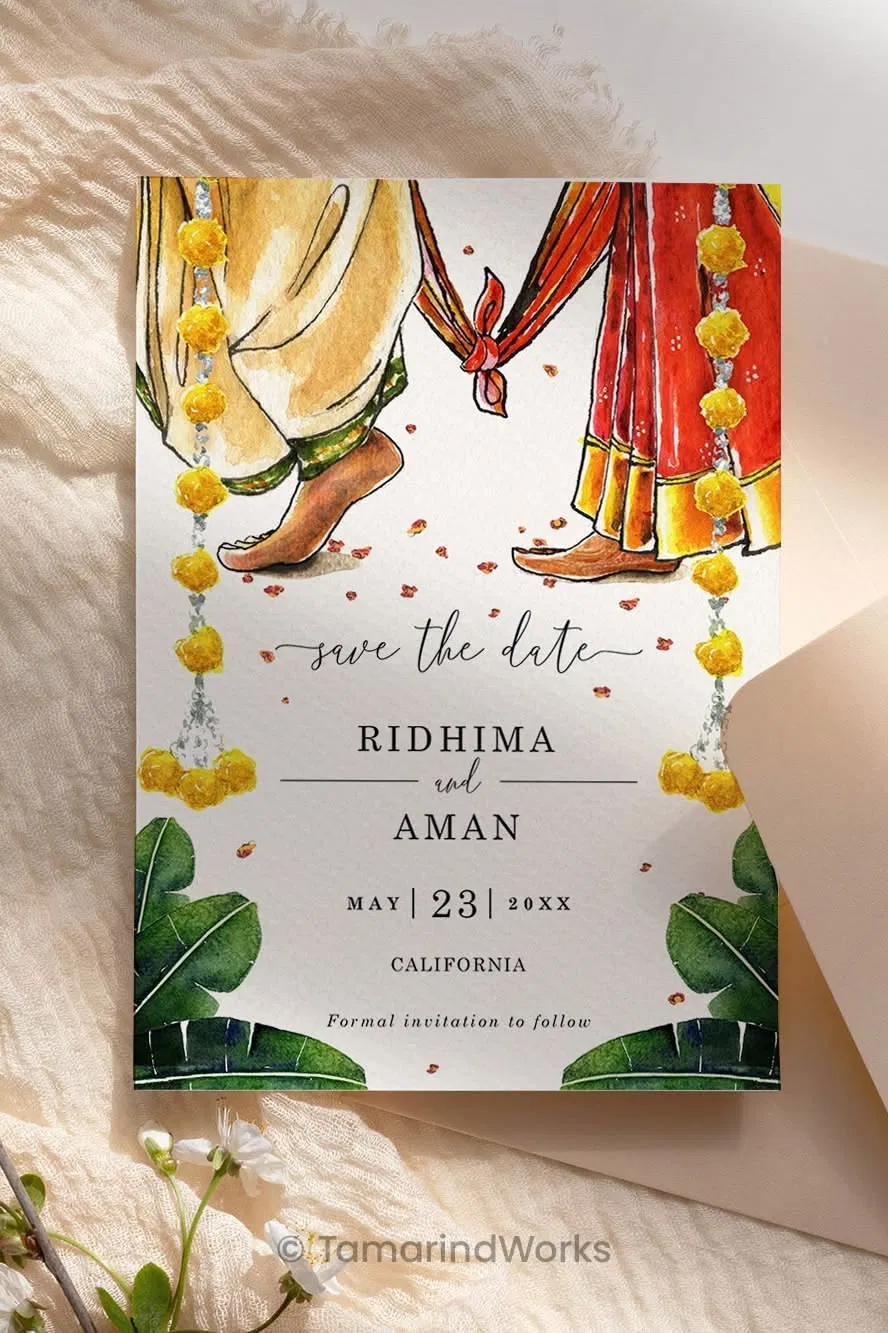 save the date
RIDHIMA
and
AMAN
MAY | 23 | 20XX
CALIFORNIA
Formal invitation to follow
© TamarindWorks